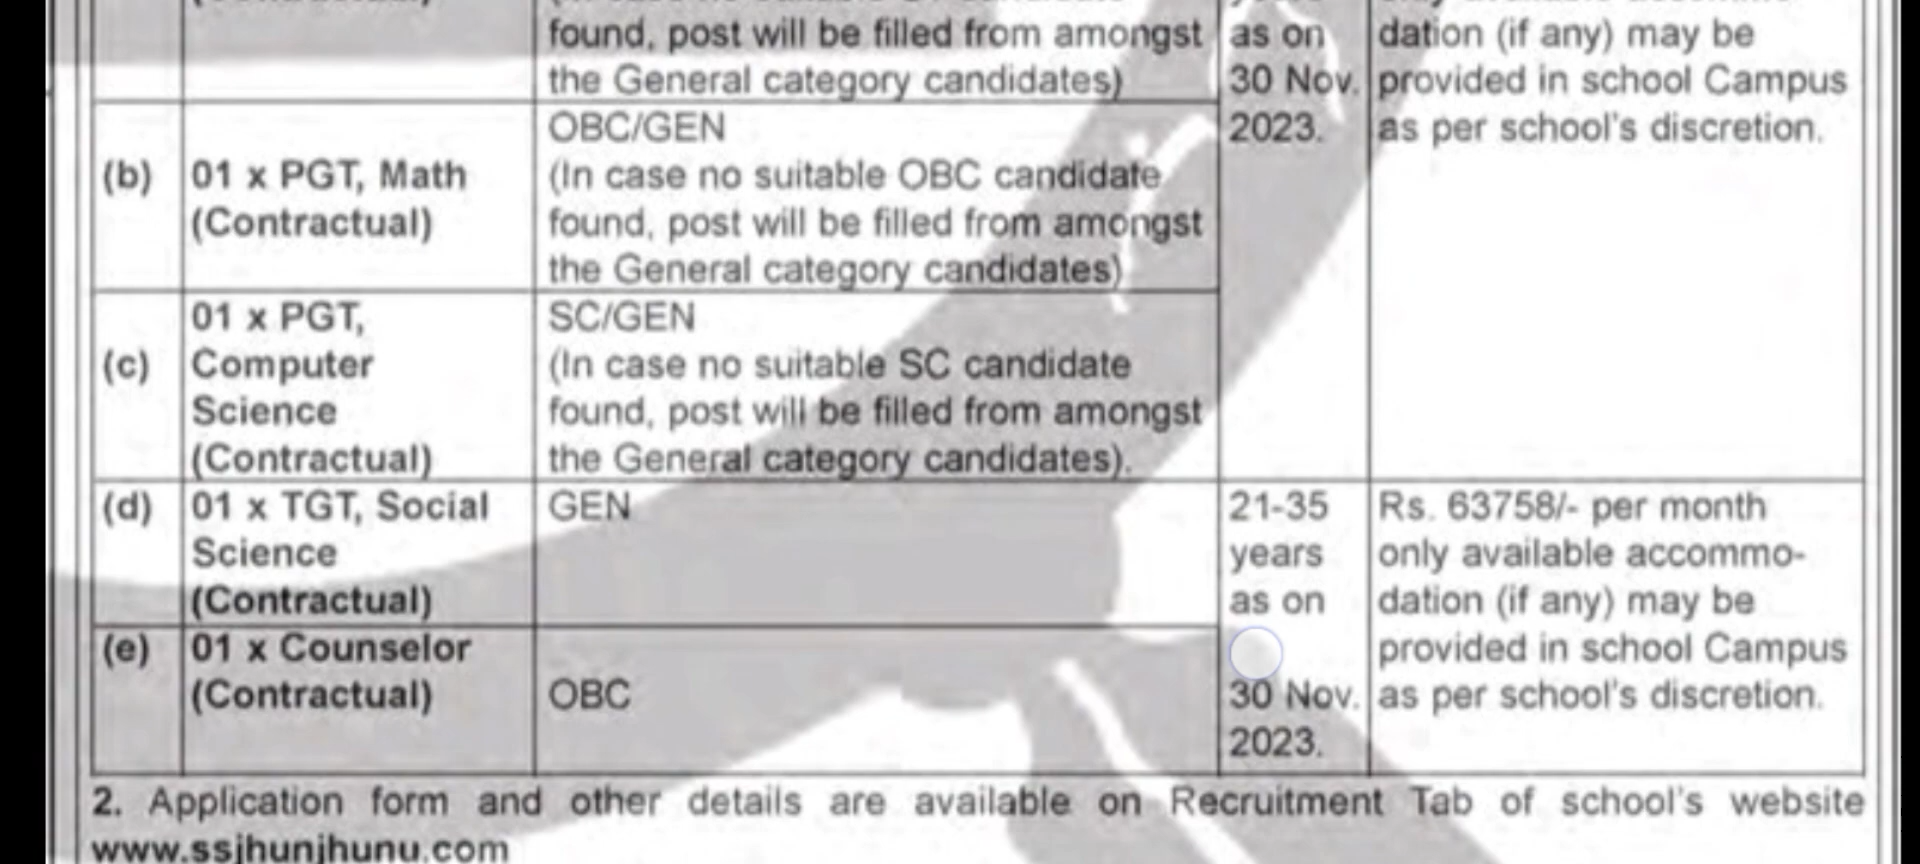 found, post will be filled from amongst
the General category candidates)
as on
30 Nov.
2023.
dation (if any) may be
provided in school Campus
as per school's discretion.
(b)
01 x PGT, Math
(Contractual)
OBC/GEN
(In case no suitable OBC candidate
found, post will be filled from amongst
the General category candidates)
(c)
01 x PGT,
Computer
Science
(Contractual)
SC/GEN
(In case no suitable SC candidate
found, post will be filled from amongst
the General category candidates).
(d)
01 x TGT, Social
Science
(Contractual)
GEN
21-35
years
as on
30 Nov.
2023.
Rs. 63758/- per month
only available accommo-
dation (if any) may be
provided in school Campus
as per school's discretion.
(e)
01 x Counselor
(Contractual)
OBC
2. Application form and other details are available on Recruitment Tab of school's website
www.ssjhunjhunu.com